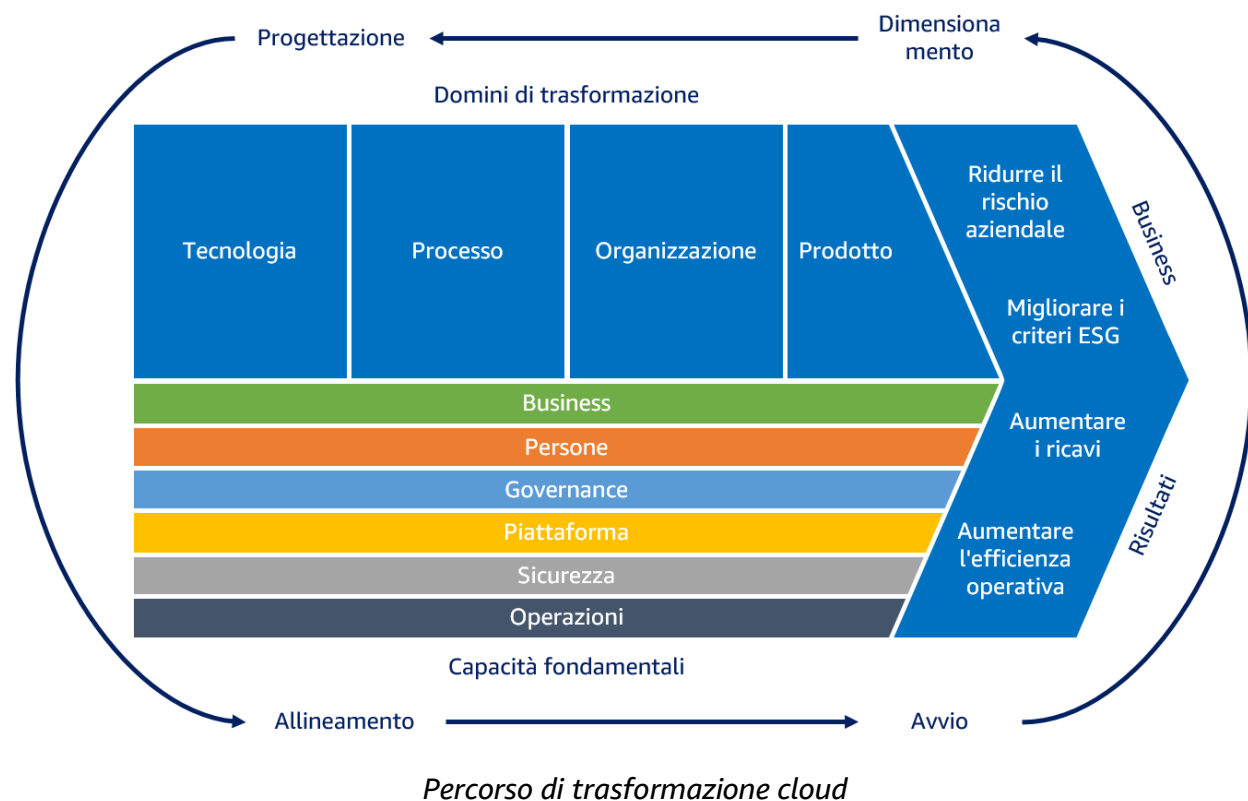 Progettazione
Dimensiona
mento
Domini di trasformazione
Tecnologia
Processo
Organizzazione
Prodotto
Ridurre il
rischio
aziendale
Migliorare i
criteri ESG
Aumentare
i ricavi
Aumentare
l'efficienza
operativa
Business
Risultati
Business
Persone
Governance
Piattaforma
Sicurezza
Operazioni
Capacità fondamentali
Allineamento
Avvio
Percorso di trasformazione cloud